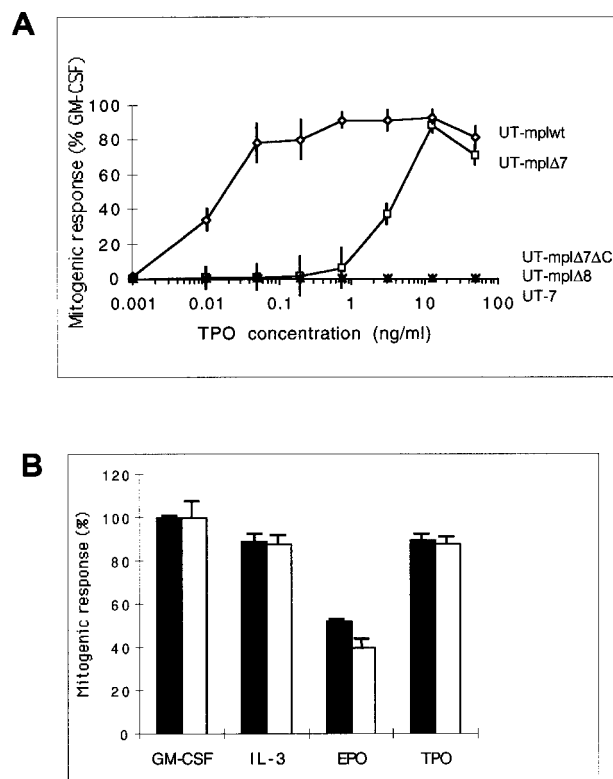 A
Mitogenic response (% GM-CSF)
100
80
60
40
20
0
0.001
0.01
0.1
1
10
100
TPO concentration (ng/ml)
UT-mplwt
UT-mplΔ7
UT-mplΔ7ΔC
UT-mplΔ8
UT-7
B
Mitogenic response (%)
120
100
80
60
40
20
0
GM-CSF
IL-3
EPO
TPO